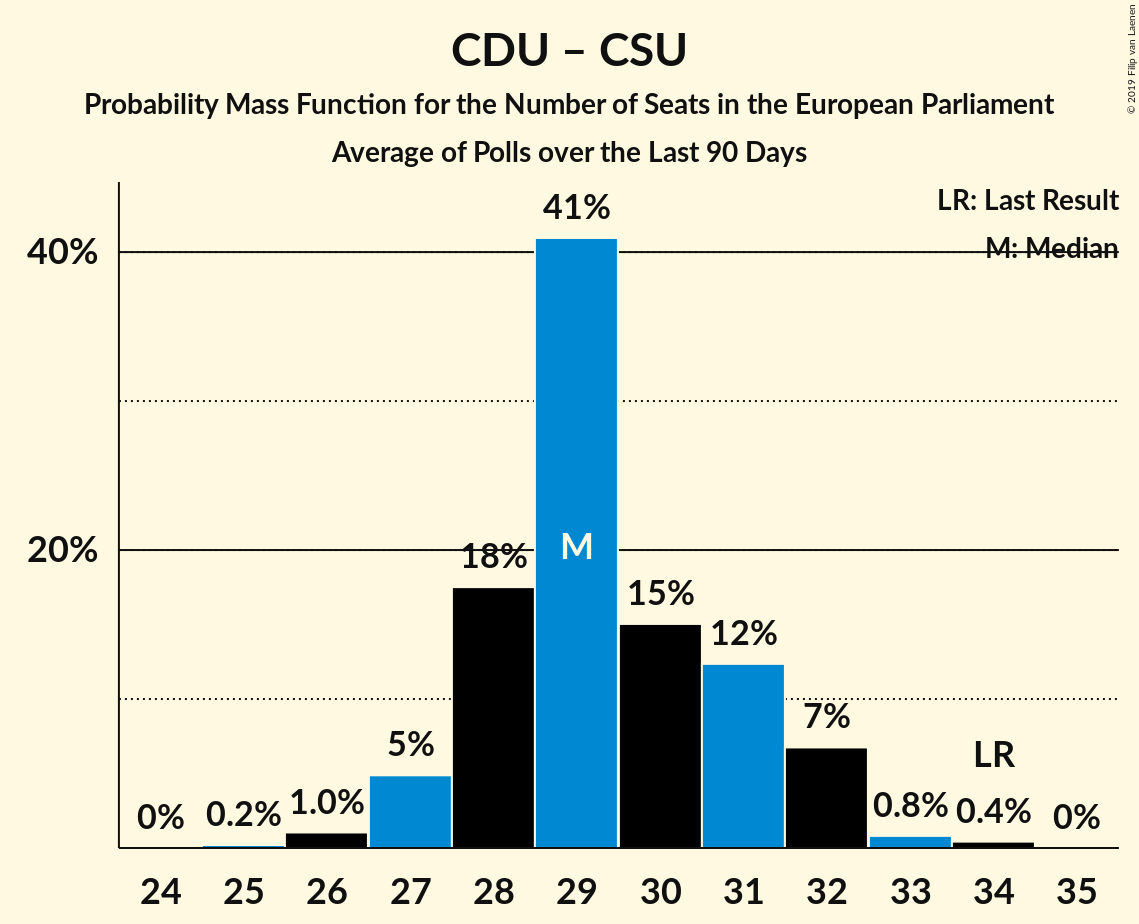 CDU – CSU
Probability Mass Function for the Number of Seats in the European Parliament
Average of Polls over the Last 90 Days
© 2019 Filip van Laenen
LR: Last Result
M: Median
41%
40%
20%
18%
M
15%
12%
7%
5%
LR
0%
0.2%
1.0%
0.8%
0.4%
0%
24 25 26 27 28 29 30 31 32 33 34 35